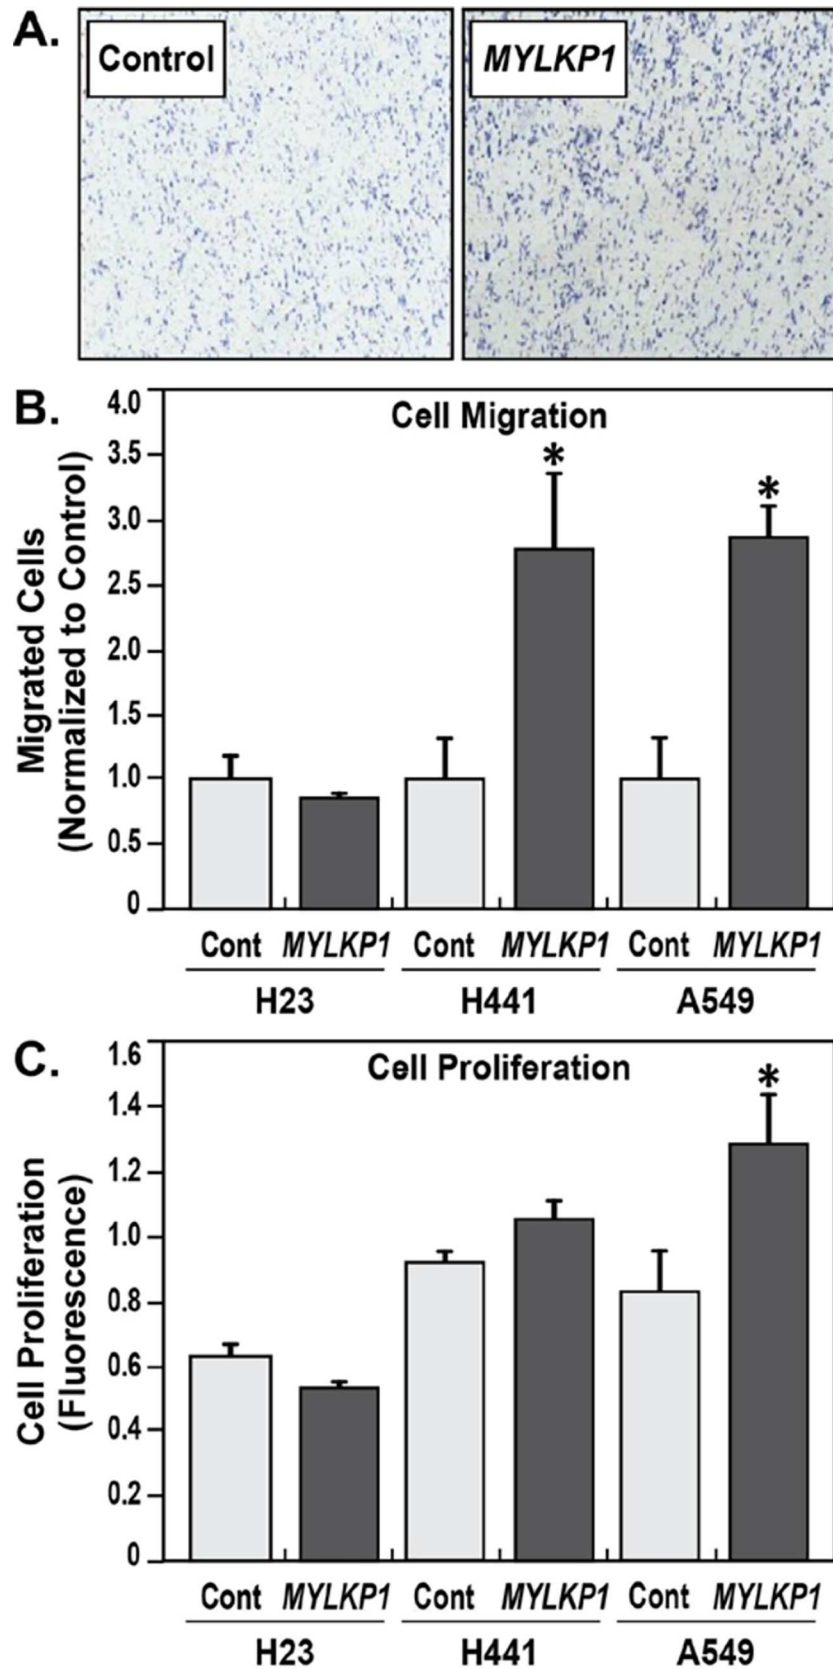 A.
Control
MYLKP1
B.
Cell Migration
Migrated Cells
(Normalized to Control)
4.0
3.5
3.0
2.5
2.0
1.5
1.0
0.5
0
*
*
Cont MYLKP1 Cont MYLKP1 Cont MYLKP1
H23 H441 A549
C.
Cell Proliferation
Cell Proliferation
(Fluorescence)
1.6
1.4
1.2
1.0
0.8
0.6
0.4
0.2
0
*
Cont MYLKP1 Cont MYLKP1 Cont MYLKP1
H23 H441 A549